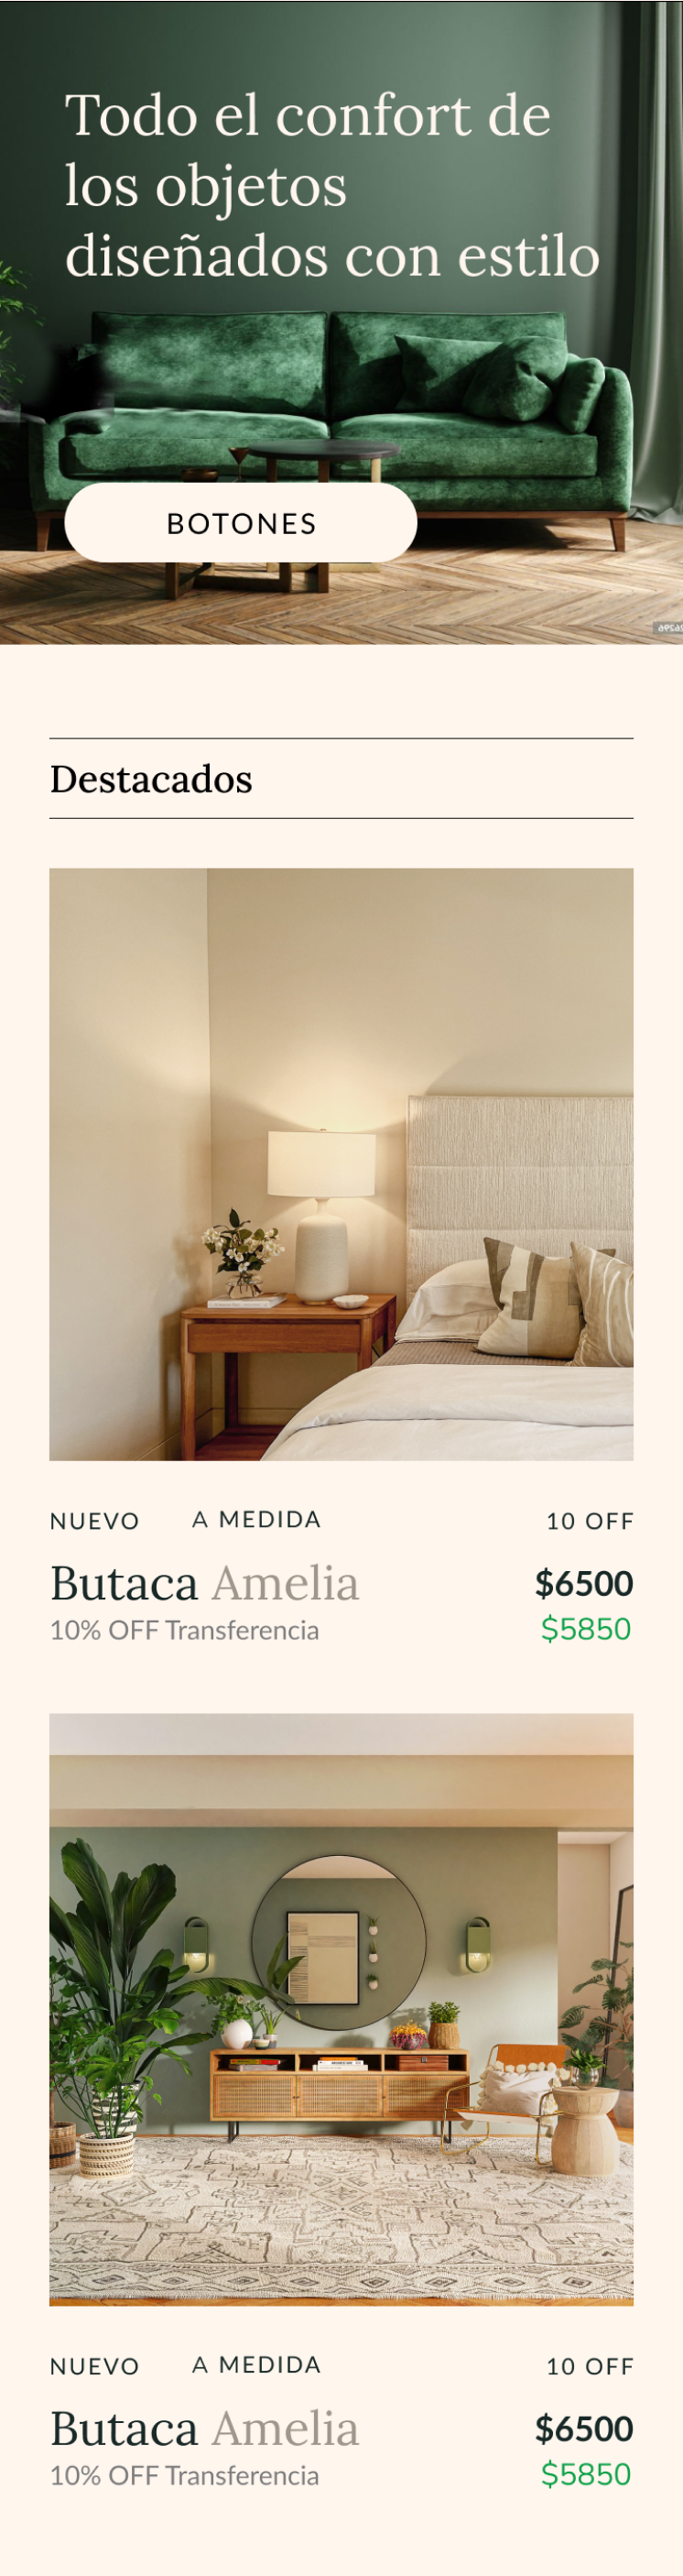 Todo el confort de
los objetos
diseñados con estilo
BOTONES
Destacados
NUEVO A MEDIDA 10 OFF
Butaca Amelia $6500
10% OFF Transferencia $5850
NUEVO A MEDIDA 10 OFF
Butaca Amelia $6500
10% OFF Transferencia $5850